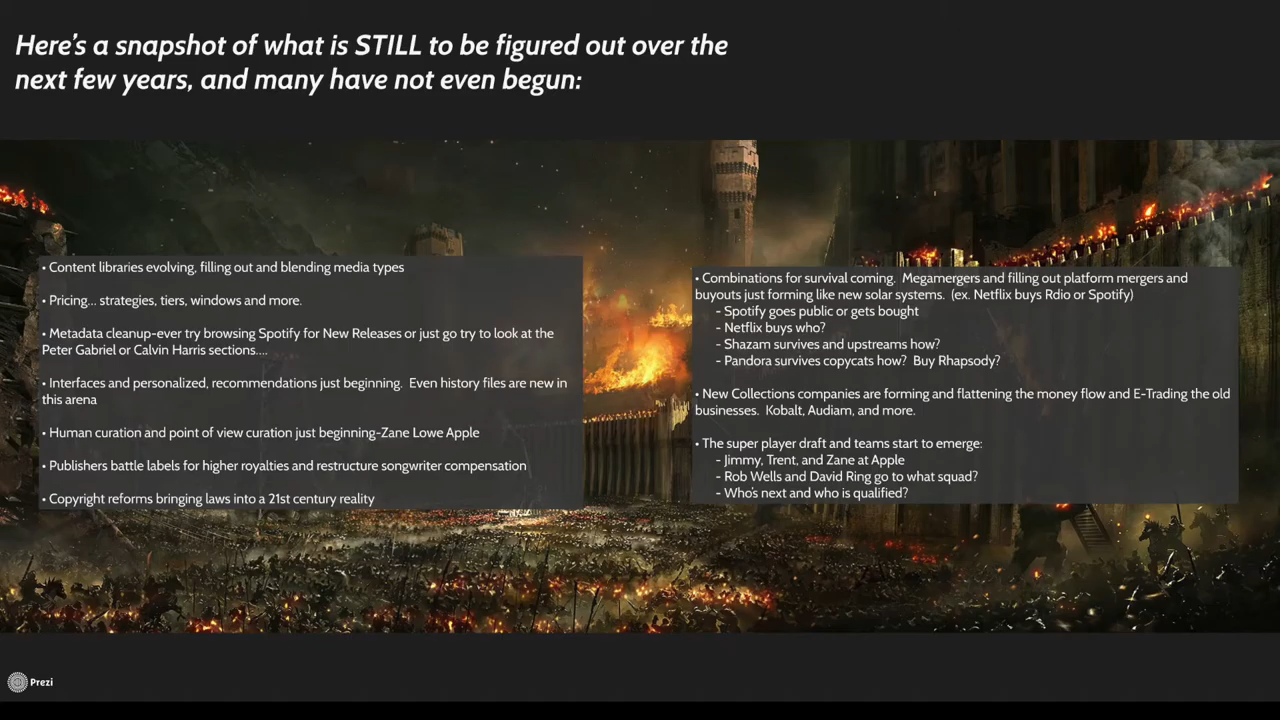 Here's a snapshot of what is STILL to be figured out over the
next few years, and many have not even begun:
• Content libraries evolving, filling out and blending media types
• Pricing... strategies, tiers, windows and more.
• Metadata cleanup-ever try browsing Spotify for New Releases or just go try to look at the
Peter Gabriel or Calvin Harris sections....
• Interfaces and personalized, recommendations just beginning. Even history files are new in
this arena
• Human curation and point of view curation just beginning-Zane Lowe Apple
• Publishers battle labels for higher royalties and restructure songwriter compensation
• Copyright reforms bringing laws into a 21st century reality
• Combinations for survival coming. Megamergers and filling out platform mergers and
buyouts just forming like new solar systems. (ex. Netflix buys Rdio or Spotify)
- Spotify goes public or gets bought
- Netflix buys who?
- Shazam survives and upstreams how?
- Pandora survives copycats how? Buy Rhapsody?
• New Collections companies are forming and flattening the money flow and E-Trading the old
businesses. Kobalt, Audiam, and more.
• The super player draft and teams start to emerge:
- Jimmy, Trent, and Zane at Apple
- Rob Wells and David Ring go to what squad?
- Who's next and who is qualified?
Prezi